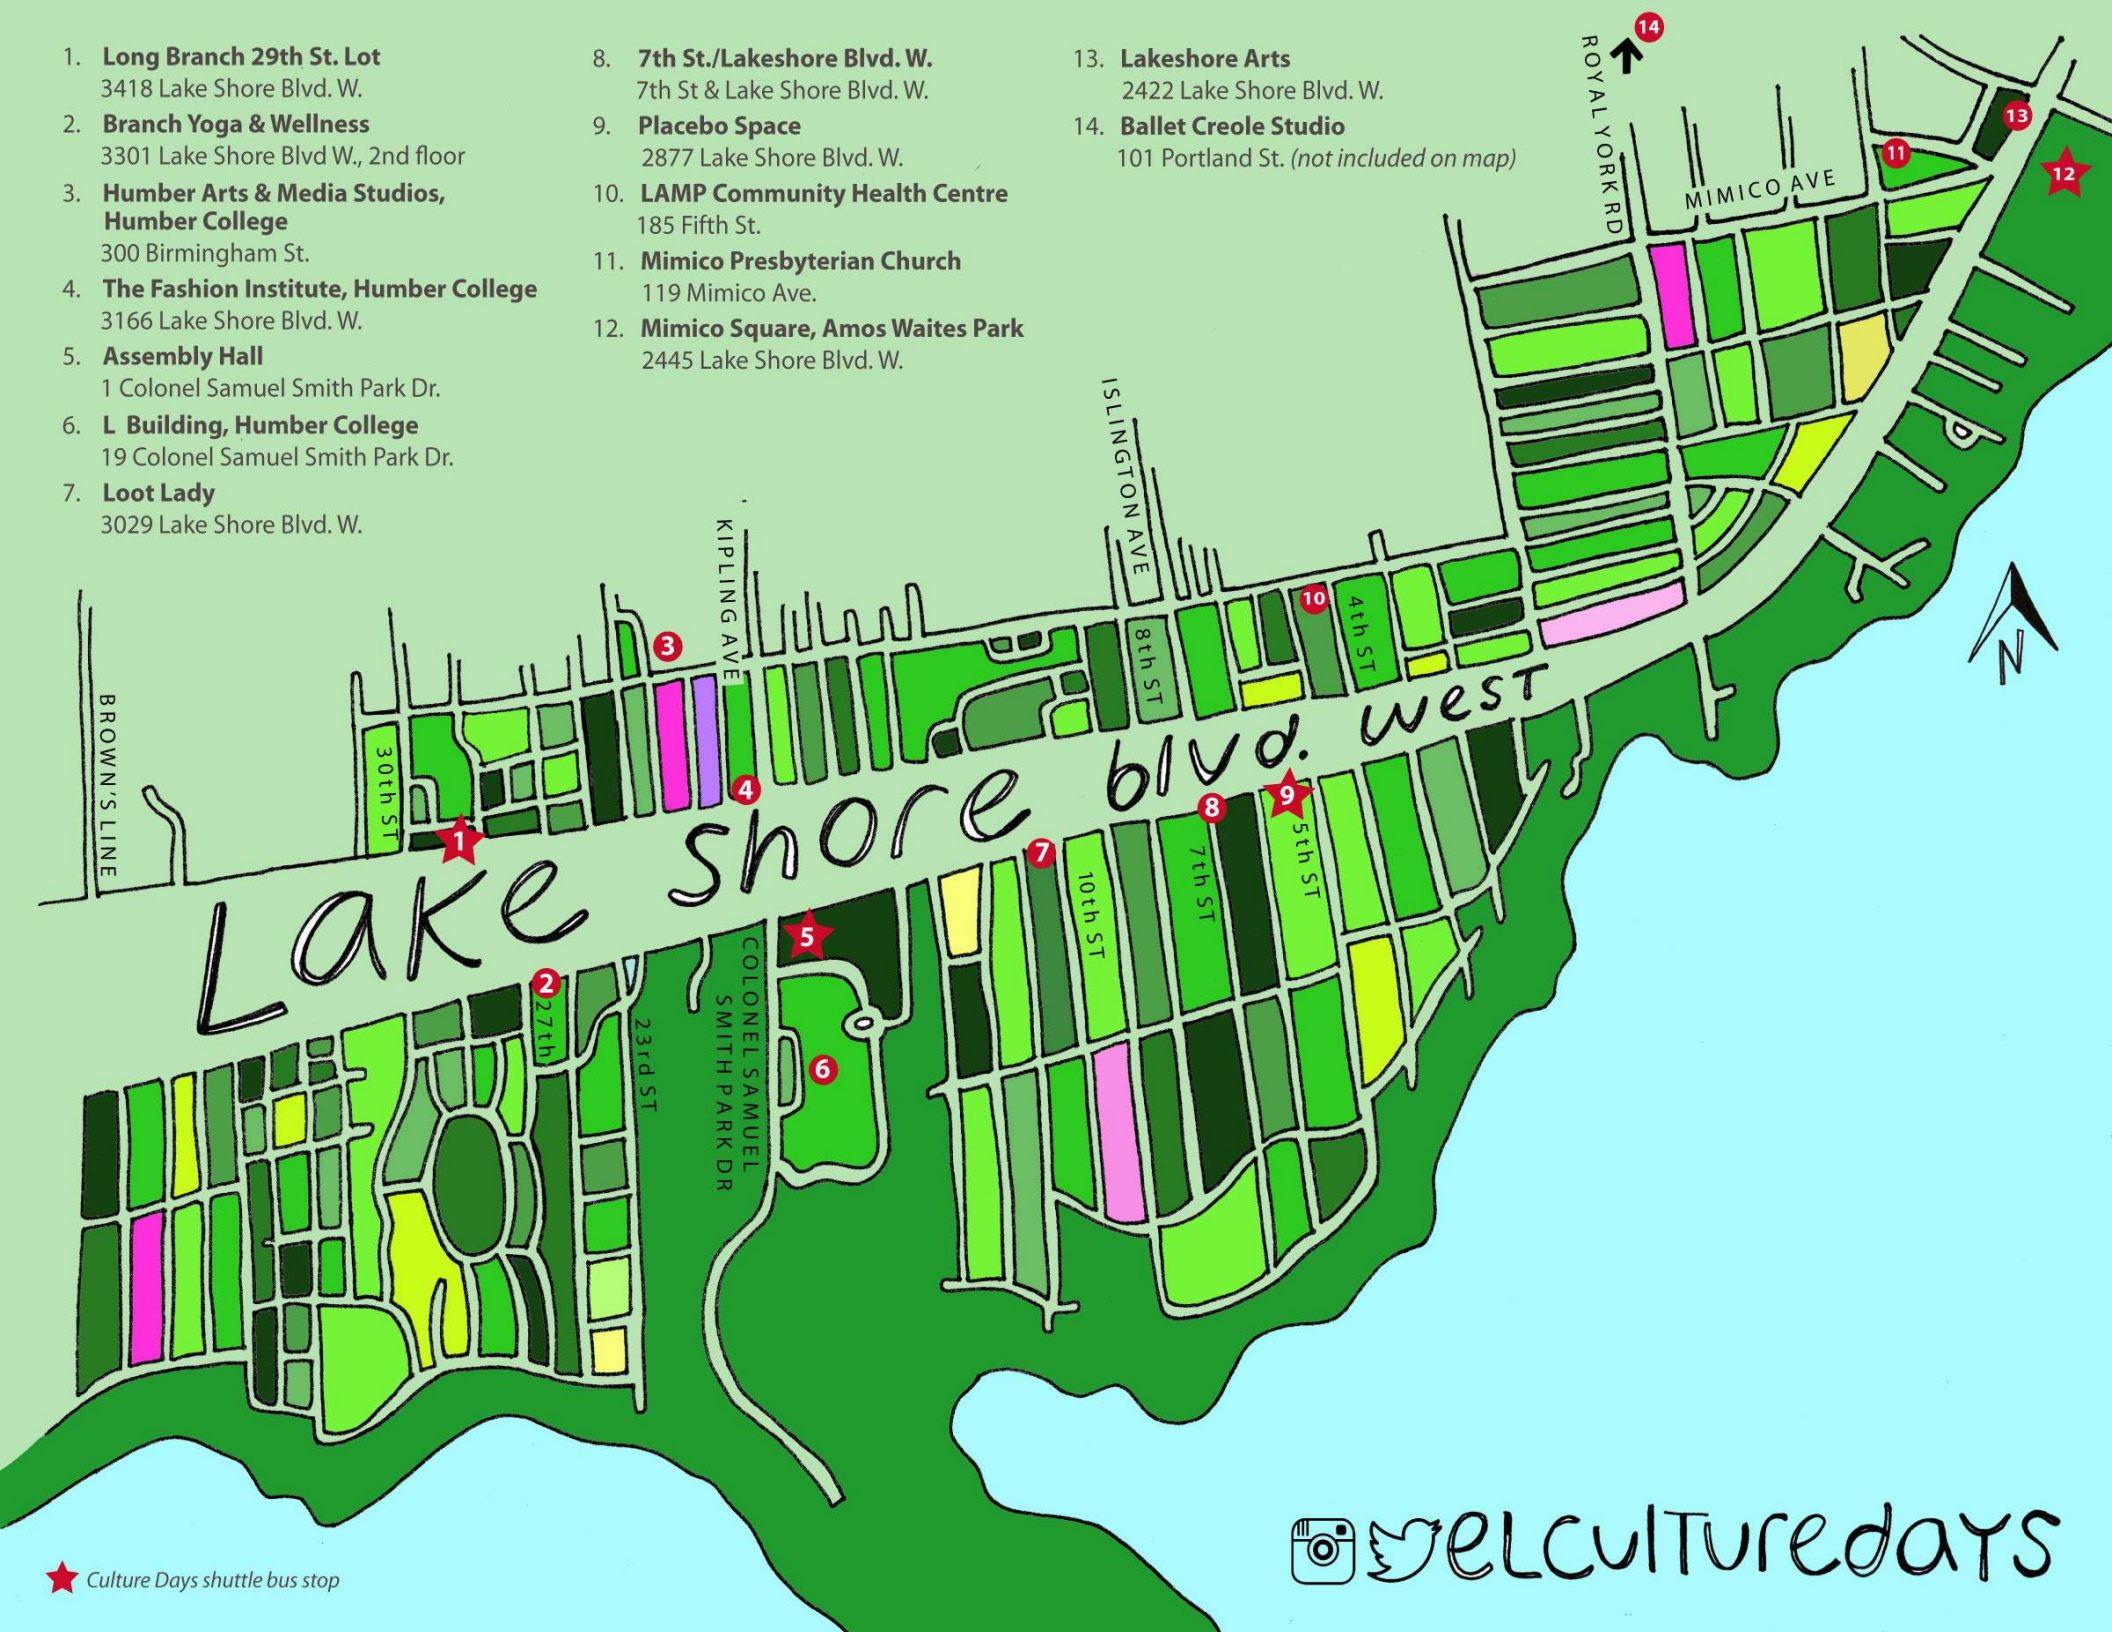 1. Long Branch 29th St. Lot
3418 Lake Shore Blvd. W.
2. Branch Yoga & Wellness
3301 Lake Shore Blvd W., 2nd floor
3. Humber Arts & Media Studios,
Humber College
300 Birmingham St.
4. The Fashion Institute, Humber College
3166 Lake Shore Blvd. W.
5. Assembly Hall
1 Colonel Samuel Smith Park Dr.
6. L Building, Humber College
19 Colonel Samuel Smith Park Dr.
7. Loot Lady
3029 Lake Shore Blvd. W.
8. 7th St./Lakeshore Blvd. W.
7th St & Lake Shore Blvd. W.
9. Placebo Space
2877 Lake Shore Blvd. W.
10. LAMP Community Health Centre
185 Fifth St.
11. Mimico Presbyterian Church
119 Mimico Ave.
12. Mimico Square, Amos Waites Park
2445 Lake Shore Blvd. W.
13. Lakeshore Arts
2422 Lake Shore Blvd. W.
14. Ballet Creole Studio
101 Portland St. (not included on map)
14
ROYAL YORK RD
MIMICO AVE
11
13
12
ISLINGTON AVE
KIPLING AVE
BROWN'S LINE
3
10
4th ST
8th ST
30th ST
1
4
Lake Shore blvd. West
7
8
9
5th ST
7th ST
10th ST
5
2
27th
23rd ST
COLONEL SAMUEL
SMITH PARK DR
6
N
Culture Days shuttle bus stop
eLCulTuredaYS